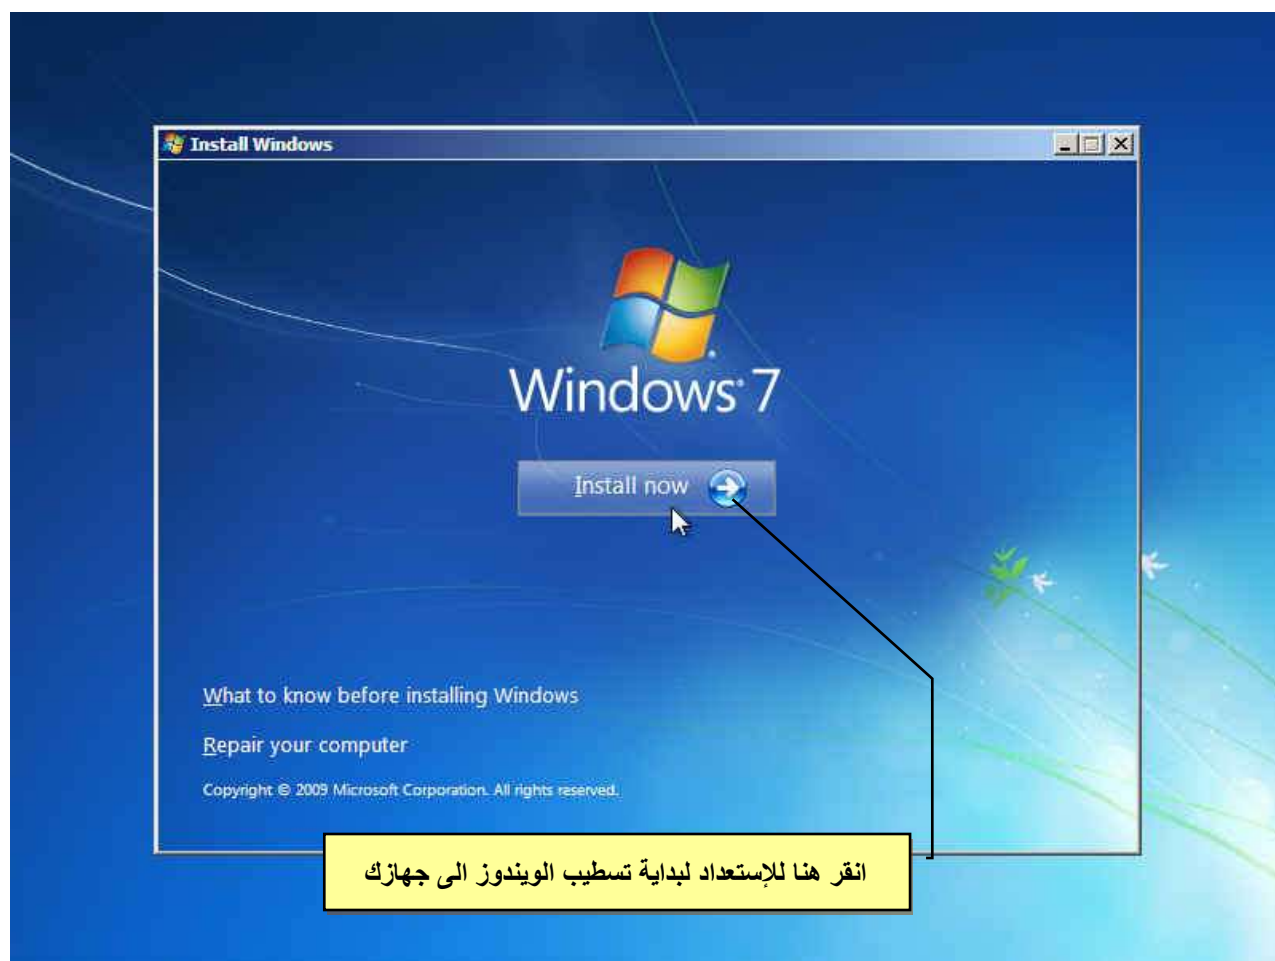 Install Windows
Windows 7
Install now
What to know before installing Windows
Repair your computer
Copyright © 2009 Microsoft Corporation. All rights reserved.
انقر هنا للإستعداد لبداية تسطيب الويندوز الى جهازك